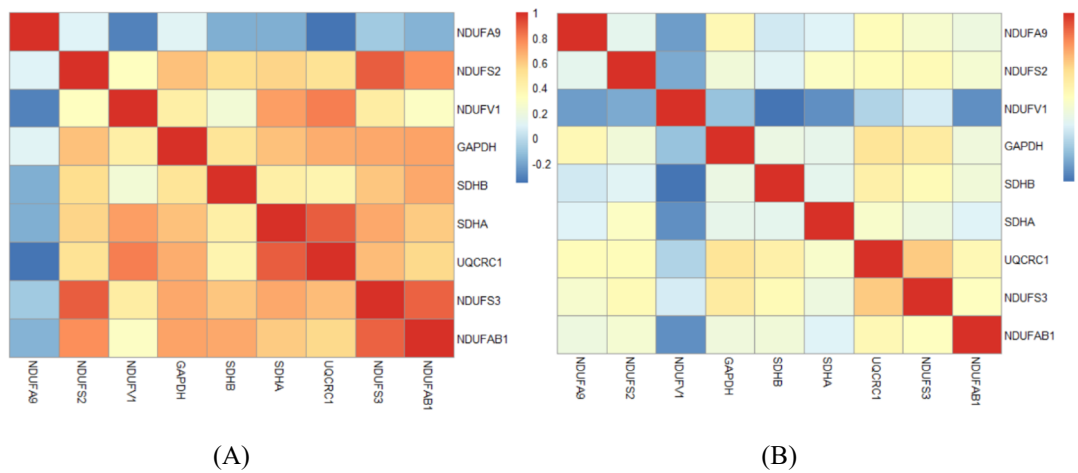 (A)
1
0.8
0.6
0.4
0.2
0
-0.2
NDUFA9
NDUFS2
NDUFV1
GAPDH
SDHB
SDHA
UQCRC1
NDUFS3
NDUFAB1
NDUFA9
NDUFS2
NDUFV1
GAPDH
SDHB
SDHA
UQCRC1
NDUFS3
NDUFAB1
(A)
(B)
NDUFA9
NDUFS2
NDUFV1
GAPDH
SDHB
SDHA
UQCRC1
NDUFS3
NDUFAB1
NDUFA9
NDUFS2
NDUFV1
GAPDH
SDHB
SDHA
UQCRC1
NDUFS3
NDUFAB1
(B)